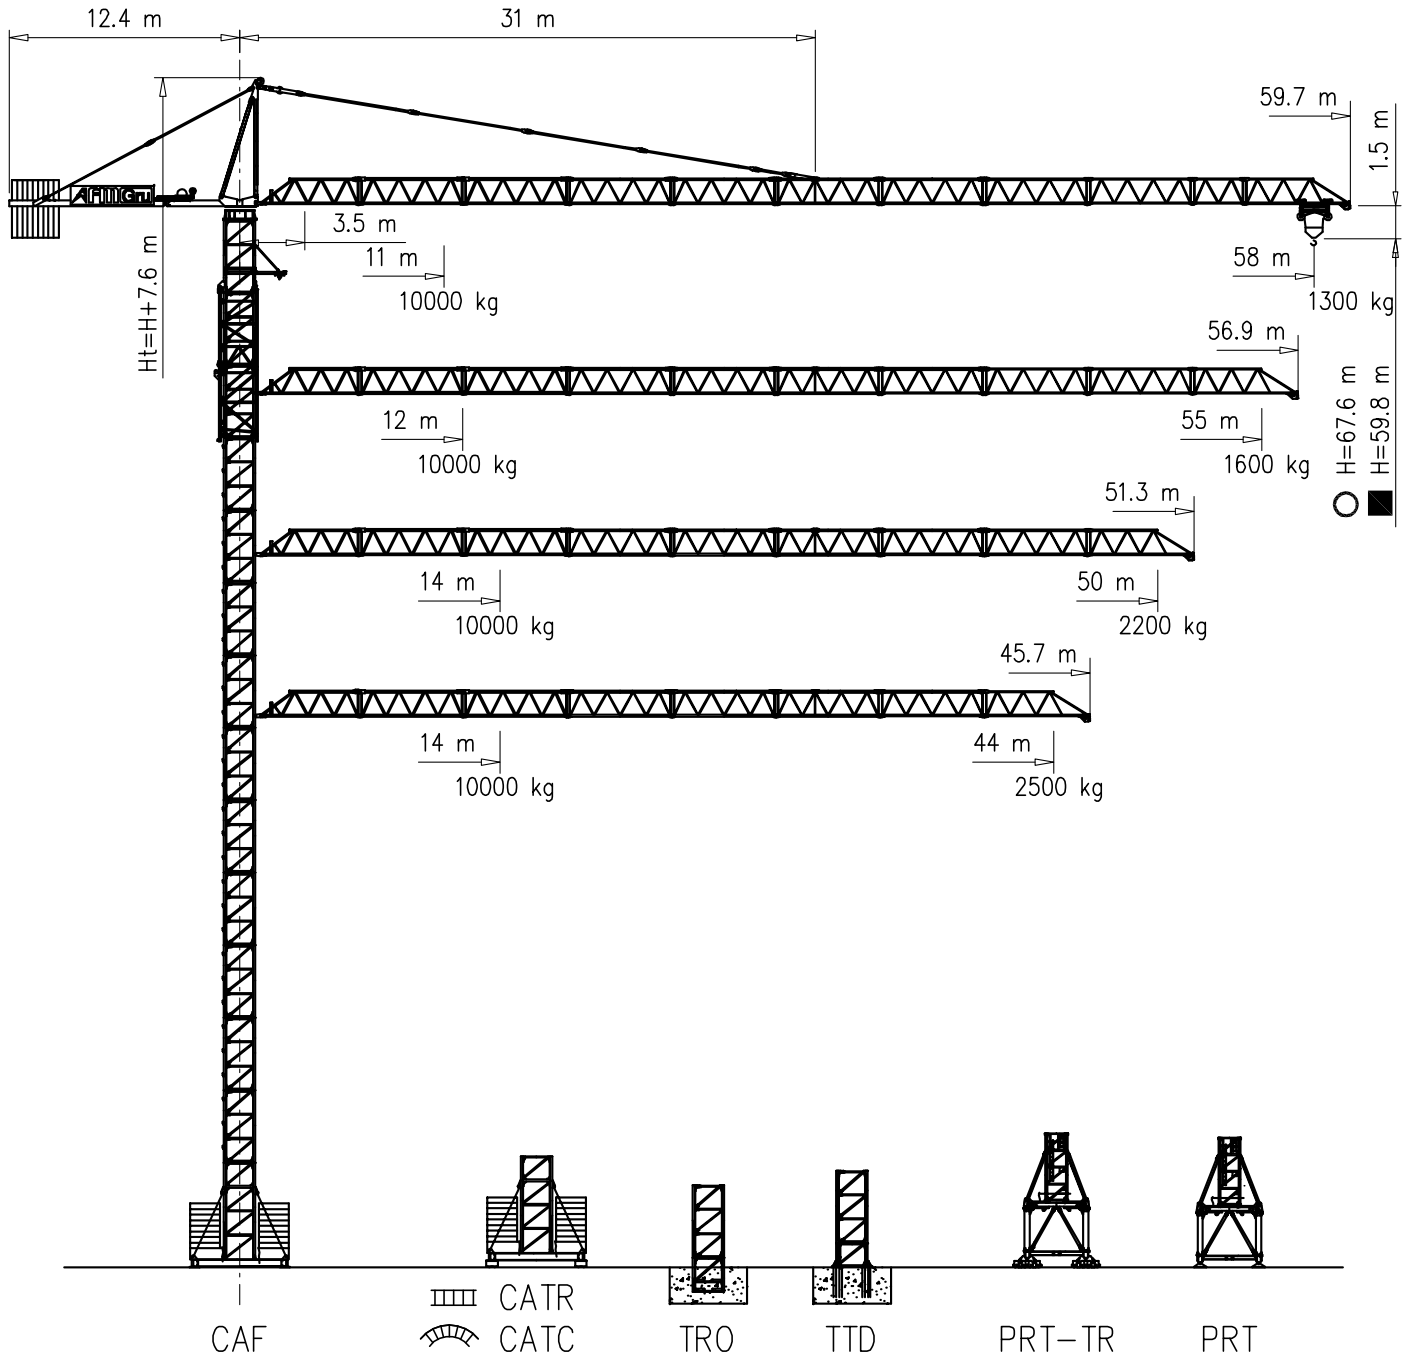 12.4 m
31 m
59.7 m
1.5 m
AFMGru
Ht=H+7.6 m
3.5 m
11 m
10000 kg
58 m
1300 kg
56.9 m
12 m
10000 kg
55 m
1600 kg
H=67.6 m
H=59.8 m
51.3 m
14 m
10000 kg
50 m
2200 kg
45.7 m
14 m
10000 kg
44 m
2500 kg
CATR
CAF
CATC
TRO
TTD
PRT-TR
PRT